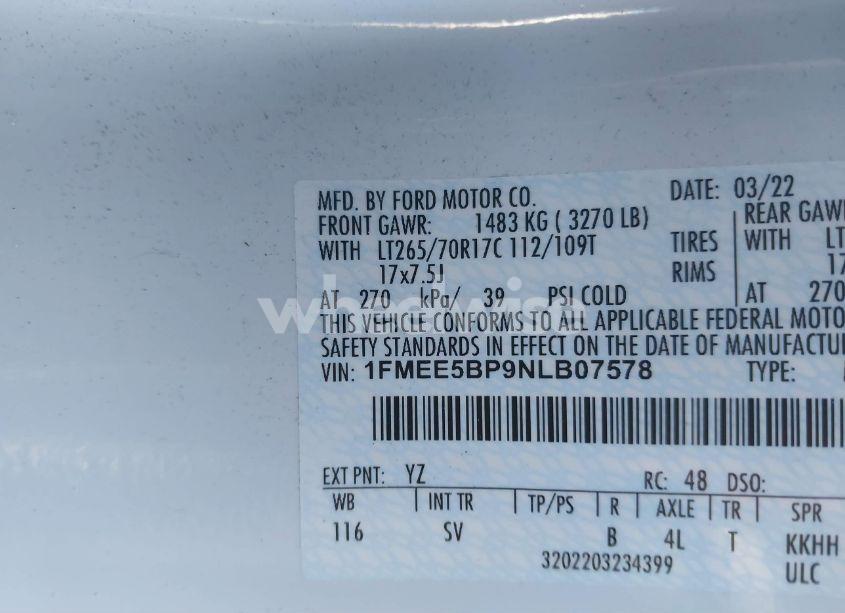 MFD. BY FORD MOTOR CO. DATE: 03/22
FRONT GAWR: 1483 KG ( 3270 LB) REAR GAW
WITH LT265/70R17C 112/109T TIRES WITH LT
17x7.5J RIMS 17
AT 270 kPa/ 39 PSI COLD AT 270
THIS VEHICLE CONFORMS TO ALL APPLICABLE FEDERAL MOTO
SAFETY STANDARDS IN EFFECT ON THE DATE OF MANUFACTU
VIN: 1FMEE5BP9NLB07578 TYPE:
EXT PNT: YZ RC: 48 DSO:
WB INT TR TP/PS R AXLE TR SPR
116 SV B 4L T KKHH
3202203234399 ULC